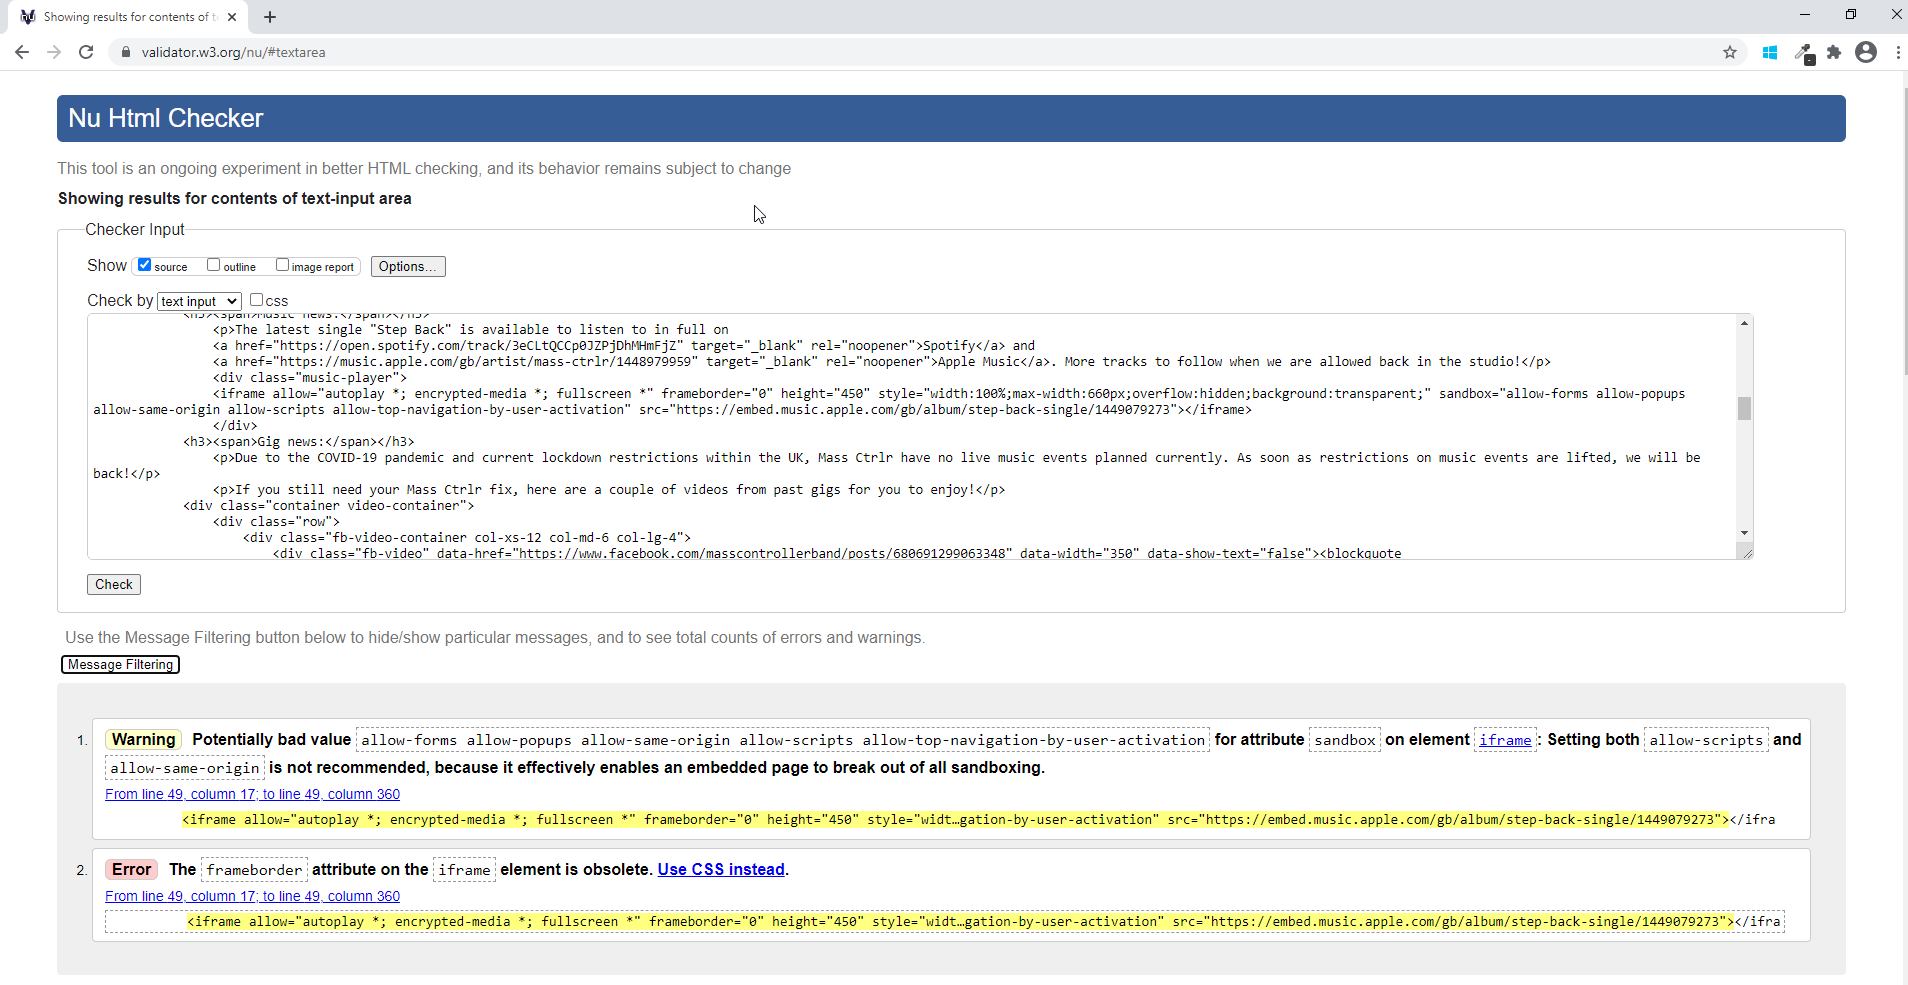 Showing results for contents of t
validator.w3.org/nu/#textarea
Nu Html Checker
This tool is an ongoing experiment in better HTML checking, and its behavior remains subject to change
Showing results for contents of text-input area
Checker Input
Show source outline image report Options...
Check by text input css
<h3><span>Music news:</span></h3>
<p>The latest single "Step Back" is available to listen to in full on
<a href="https://open.spotify.com/track/3eCLtQCCp0JZPjDhMHmFjZ" target="_blank" rel="noopener">Spotify</a> and
<a href="https://music.apple.com/gb/artist/mass-ctrlr/1448979959" target="_blank" rel="noopener">Apple Music</a>. More tracks to follow when we are allowed back in the studio!</p>
<div class="music-player">
<iframe allow="autoplay *; encrypted-media *; fullscreen *" frameborder="0" height="450" style="width:100%;max-width:660px;overflow:hidden;background:transparent;" sandbox="allow-forms allow-popups
allow-same-origin allow-scripts allow-top-navigation-by-user-activation" src="https://embed.music.apple.com/gb/album/step-back-single/1449079273"></iframe>
</div>
<h3><span>Gig news:</span></h3>
<p>Due to the COVID-19 pandemic and current lockdown restrictions within the UK, Mass Ctrlr have no live music events planned currently. As soon as restrictions on music events are lifted, we will be
back!</p>
<p>If you still need your Mass Ctrlr fix, here are a couple of videos from past gigs for you to enjoy!</p>
<div class="container video-container">
<div class="row">
<div class="fb-video-container col-xs-12 col-md-6 col-lg-4">
<div class="fb-video" data-href="https://www.facebook.com/masscontrollerband/posts/680691299063348" data-width="350" data-show-text="false"><blockquote
Check
Use the Message Filtering button below to hide/show particular messages, and to see total counts of errors and warnings.
Message Filtering
1. Warning Potentially bad value allow-forms allow-popups allow-same-origin allow-scripts allow-top-navigation-by-user-activation for attribute sandbox on element iframe: Setting both allow-scripts and
allow-same-origin is not recommended, because it effectively enables an embedded page to break out of all sandboxing.
From line 49, column 17; to line 49, column 360
<iframe allow="autoplay *; encrypted-media *; fullscreen *" frameborder="0" height="450" style="widt…gation-by-user-activation" src="https://embed.music.apple.com/gb/album/step-back-single/1449079273"></ifra
2. Error The frameborder attribute on the iframe element is obsolete. Use CSS instead.
From line 49, column 17; to line 49, column 360
<iframe allow="autoplay *; encrypted-media *; fullscreen *" frameborder="0" height="450" style="widt…gation-by-user-activation" src="https://embed.music.apple.com/gb/album/step-back-single/1449079273"></ifra